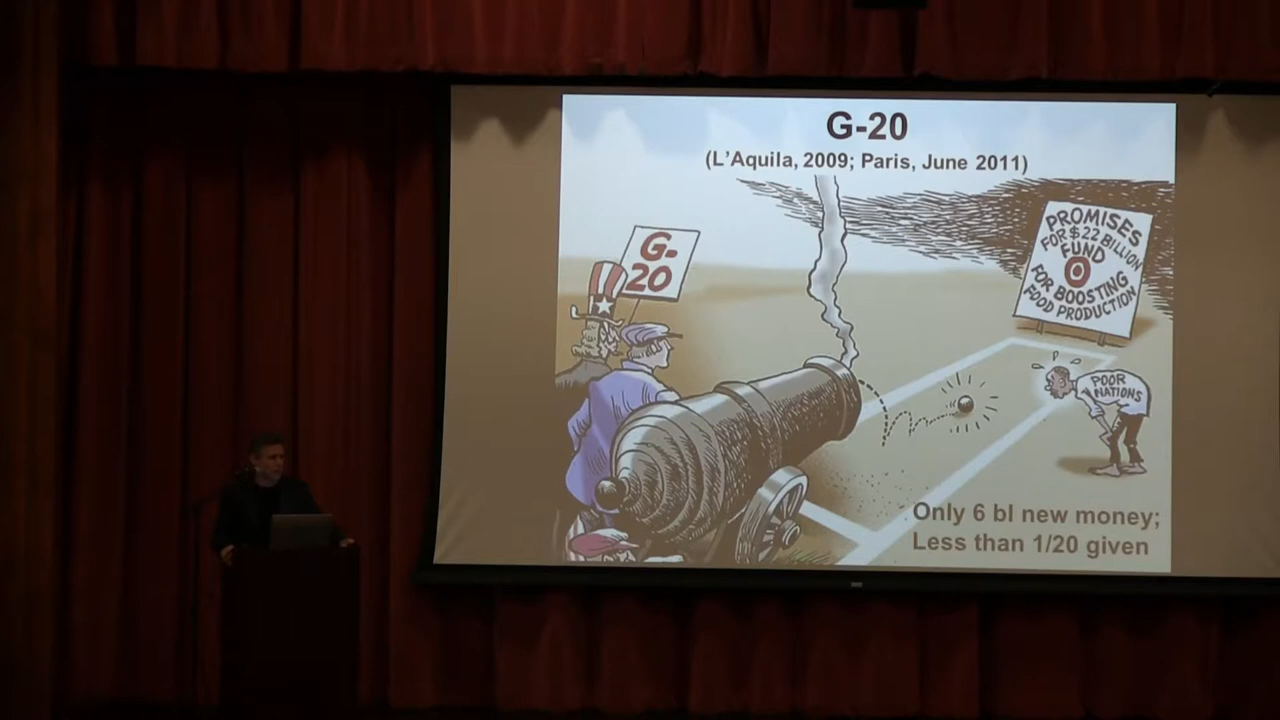 G-20
(L'Aquila, 2009; Paris, June 2011)
G-
20
PROMISES
FOR $22 BILLION
FUND
FOR BOOSTING
FOOD PRODUCTION
POOR
NATIONS
Only 6 bl new money;
Less than 1/20 given